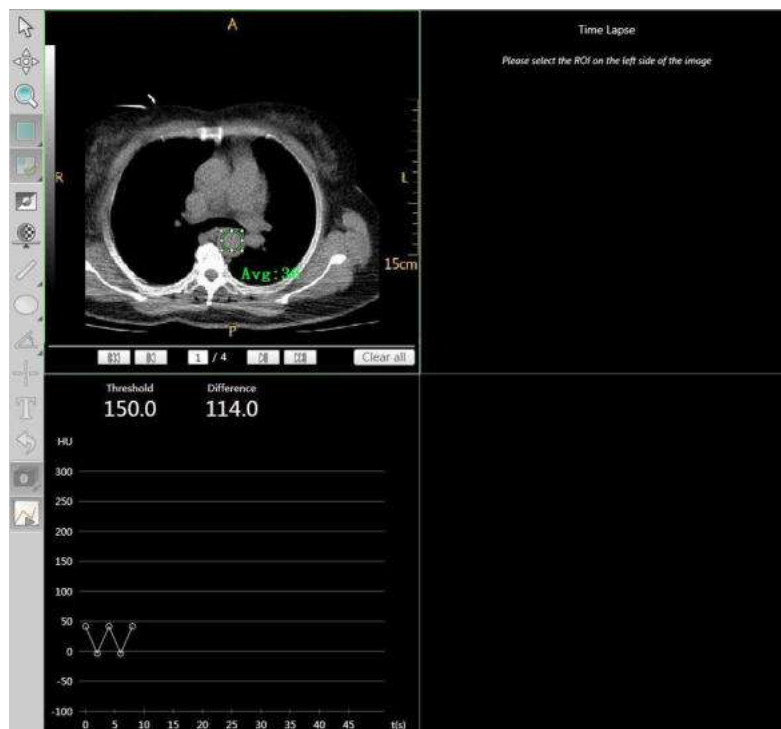 A
R
L
Avg:36
15cm
P
1 / 4
Clear all
Time Lapse
Please select the ROI on the left side of the image
Threshold
Difference
150.0
114.0
HU
300
250
200
150
100
50
0
-50
-100
0 5 10 15 20 25 30 35 40 45 t(s)
T